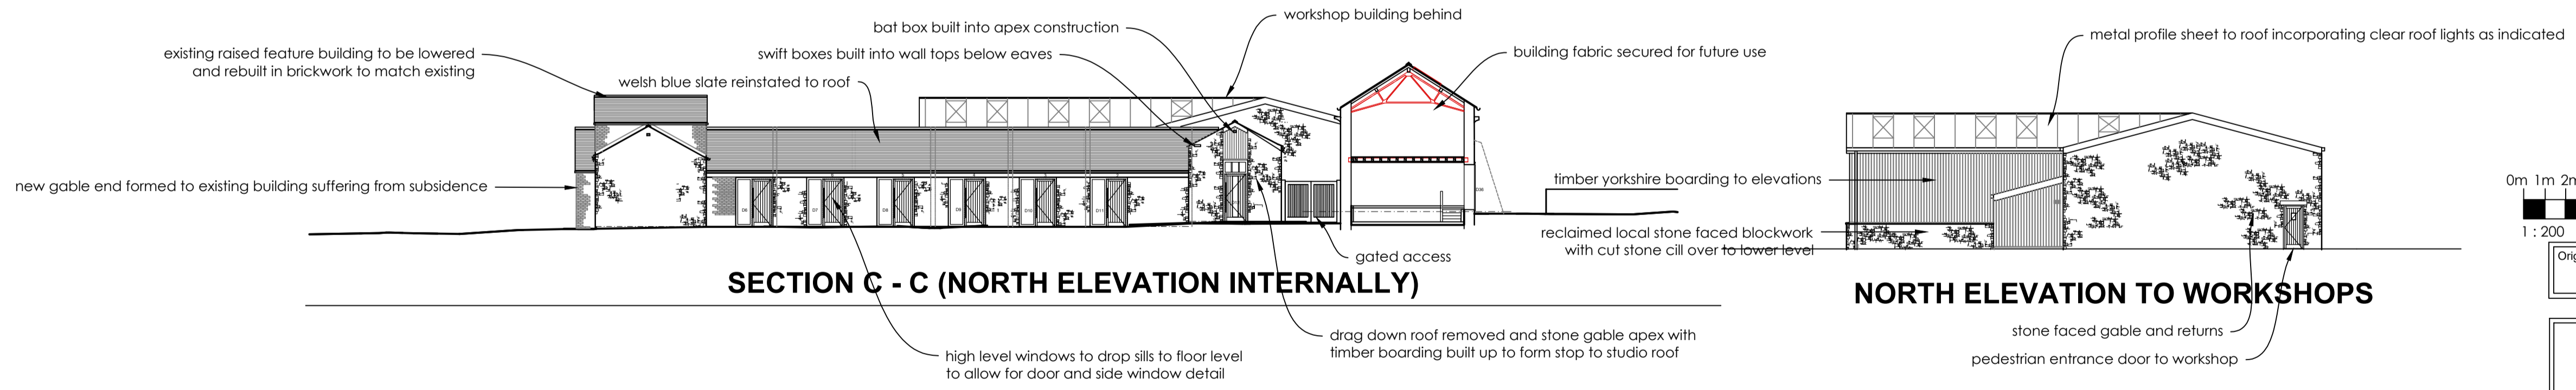 existing raised feature building to be lowered
and rebuilt in brickwork to match existing
bat box built into apex construction
swift boxes built into wall tops below eaves
welsh blue slate reinstated to roof
workshop building behind
building fabric secured for future use
new gable end formed to existing building suffering from subsidence
D6
D7
D8
D9
D10
D11
gated access
SECTION C - C (NORTH ELEVATION INTERNALLY)
high level windows to drop sills to floor level
to allow for door and side window detail
drag down roof removed and stone gable apex with
timber boarding built up to form stop to studio roof
metal profile sheet to roof incorporating clear roof lights as indicated
timber yorkshire boarding to elevations
reclaimed local stone faced blockwork
with cut stone cill over to lower level
NORTH ELEVATION TO WORKSHOPS
stone faced gable and returns
pedestrian entrance door to workshop
0m 1m 2m
1 : 200